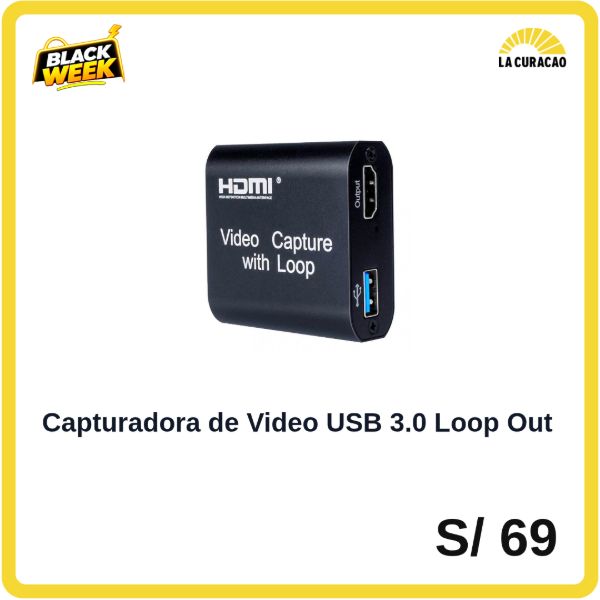 BLACK
WEEK
LA CURACAO
HDMI®
Video Capture
with Loop
Output
Capturadora de Video USB 3.0 Loop Out
S/ 69